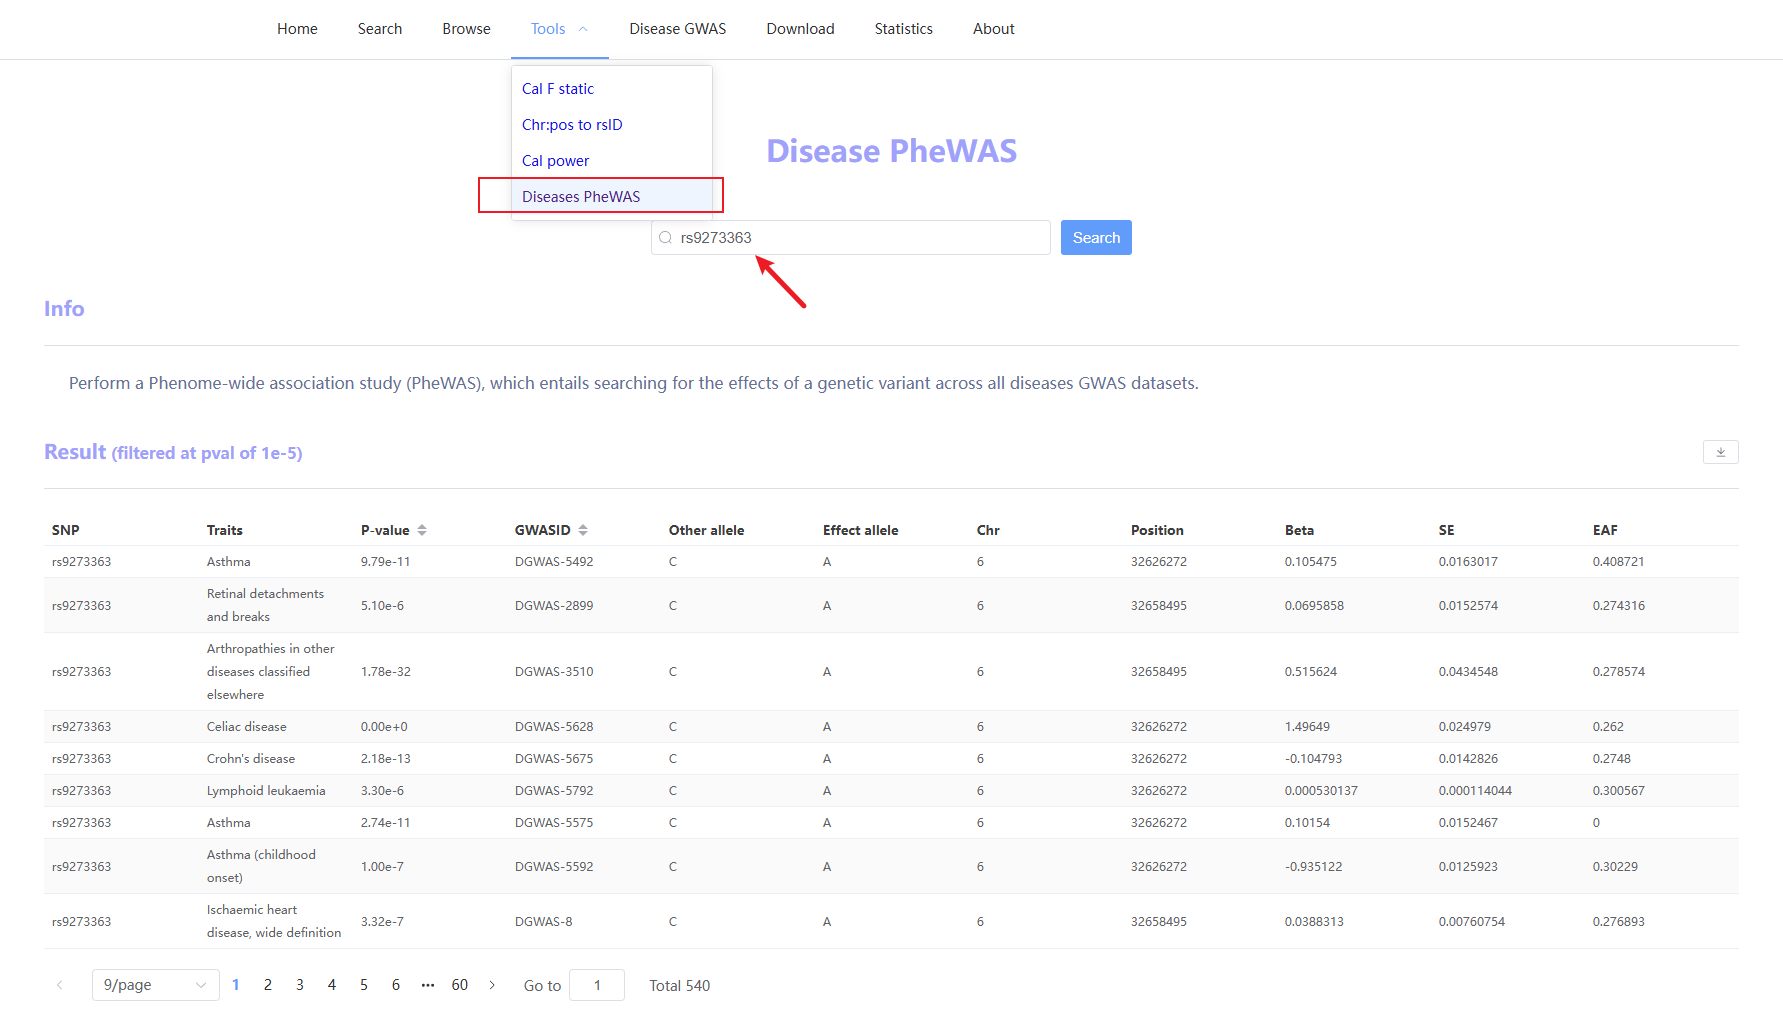 Home Search Browse Tools Disease GWAS Download Statistics About
Cal F static
Chr:pos to rsID
Cal power
Diseases PheWAS
Disease PheWAS
rs9273363 Search
Info
Perform a Phenome-wide association study (PheWAS), which entails searching for the effects of a genetic variant across all diseases GWAS datasets.
Result (filtered at pval of 1e-5)
SNP Traits P-value GWASID Other allele Effect allele Chr Position Beta SE EAF
rs9273363 Asthma 9.79e-11 DGWAS-5492 C A 6 32626272 0.105475 0.0163017 0.408721
Retinal detachments
rs9273363 5.10e-6 DGWAS-2899 C A 6 32658495 0.0695858 0.0152574 0.274316
and breaks
Arthropathies in other
rs9273363 diseases classified 1.78e-32 DGWAS-3510 C A 6 32658495 0.515624 0.0434548 0.278574
elsewhere
rs9273363 Celiac disease 0.00e+0 DGWAS-5628 C A 6 32626272 1.49649 0.024979 0.262
rs9273363 Crohn's disease 2.18e-13 DGWAS-5675 C A 6 32626272 -0.104793 0.0142826 0.2748
rs9273363 Lymphoid leukaemia 3.30e-6 DGWAS-5792 C A 6 32626272 0.000530137 0.000114044 0.300567
rs9273363 Asthma 2.74e-11 DGWAS-5575 C A 6 32626272 0.10154 0.0152467 0
Asthma (childhood
rs9273363 1.00e-7 DGWAS-5592 C A 6 32626272 -0.935122 0.0125923 0.30229
onset)
Ischaemic heart
rs9273363 3.32e-7 DGWAS-8 C A 6 32658495 0.0388313 0.00760754 0.276893
disease, wide definition
9/page 1 2 3 4 5 6 ••• 60 Go to 1 Total 540